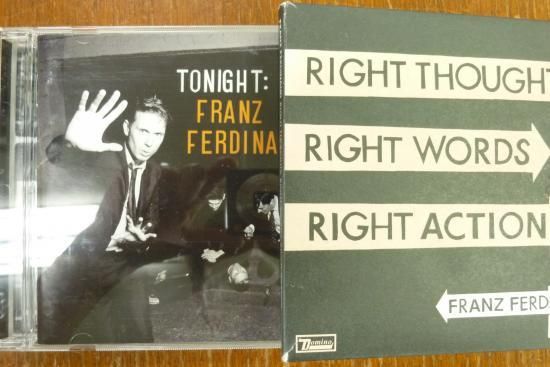 TONIGHT:
FRANZ
FERDINA
RIGHT THOUGHT
RIGHT WORDS
RIGHT ACTION
FRANZ FERD
Domino